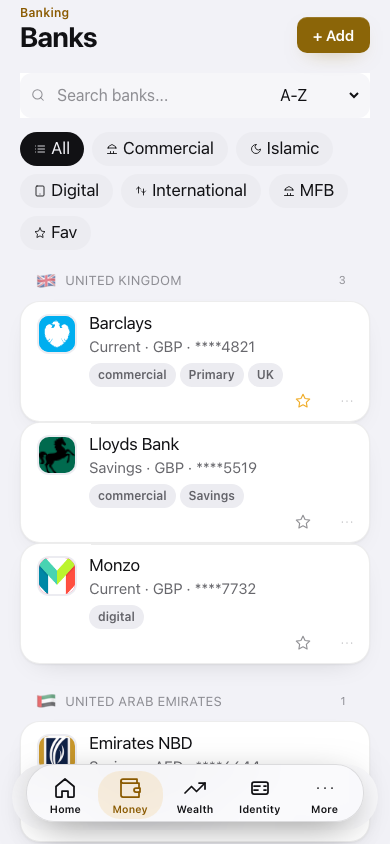 Banking
Banks
+ Add
Search banks...
A-Z
All
Commercial
Islamic
Digital
International
MFB
Fav
UNITED KINGDOM
3
Barclays
Current · GBP · ****4821
commercial Primary UK
Lloyds Bank
Savings · GBP · ****5519
commercial Savings
Monzo
Current · GBP · ****7732
digital
UNITED ARAB EMIRATES
1
Emirates NBD
Home
Money
Wealth
Identity
More